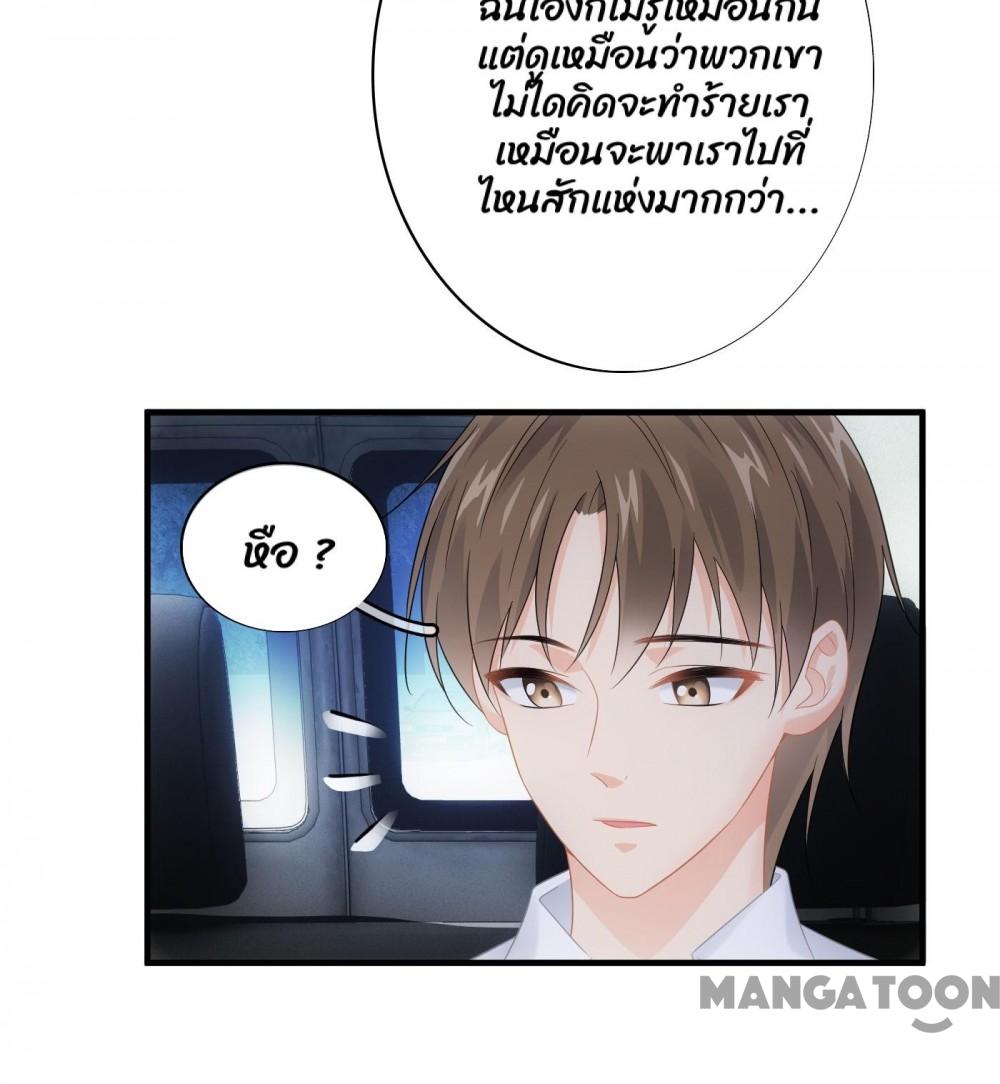 ฉันเองก็ไม่รู้เหมือนกัน
แต่ดูเหมือนว่าพวกเขา
ไม่ได้คิดจะทำร้ายเรา
เหมือนจะพาเราไปที่
ไหนสักแห่งมากกว่า...
หือ ?
MANGATOON